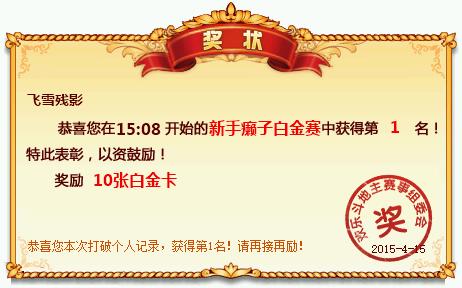 奖状
飞雪残影
恭喜您在15:08 开始的新手癞子白金赛中获得第 1 名！
特此表彰，以资鼓励！
奖励 10张白金卡
欢乐斗地主赛事组委会
奖
2015-4-15
恭喜您本次打破个人记录，获得第1名! 请再接再励!